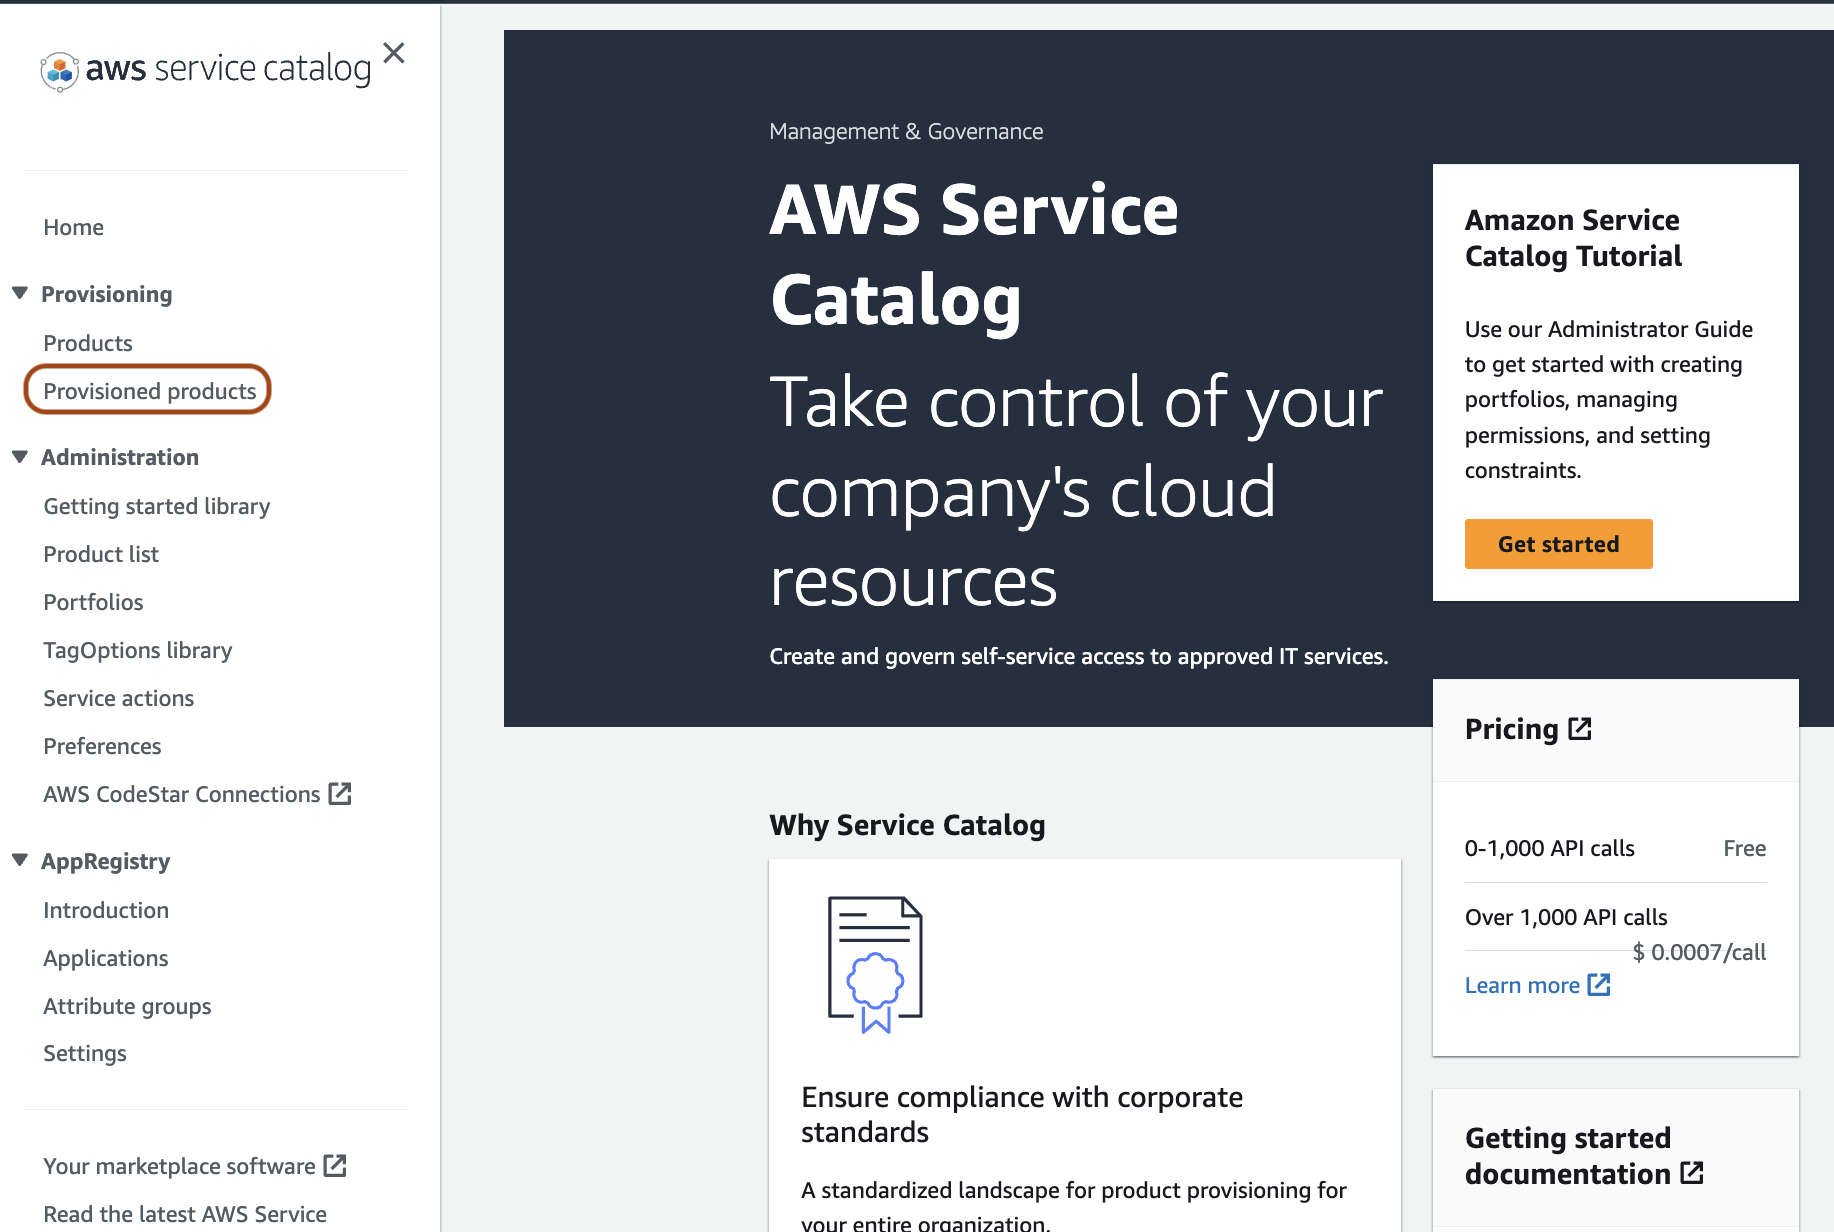 aws service catalog
Home
Provisioning
Products
Provisioned products
Administration
Getting started library
Product list
Portfolios
TagOptions library
Service actions
Preferences
AWS CodeStar Connections
AppRegistry
Introduction
Applications
Attribute groups
Settings
Your marketplace software
Read the latest AWS Service
Management & Governance
AWS Service
Catalog
Take control of your
company's cloud
resources
Create and govern self-service access to approved IT services.
Amazon Service
Catalog Tutorial
Use our Administrator Guide
to get started with creating
portfolios, managing
permissions, and setting
constraints.
Get started
Pricing
0-1,000 API calls Free
Over 1,000 API calls
$ 0.0007/call
Learn more
Why Service Catalog
Ensure compliance with corporate
standards
A standardized landscape for product provisioning for
your entire organization.
Getting started
documentation